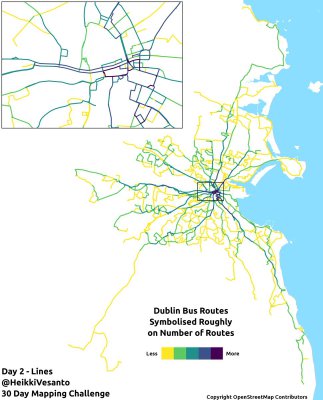 Dublin Bus Routes
Symbolised Roughly
on Number of Routes
Less More
Day 2 - Lines
@HeikkiVesanto
30 Day Mapping Challenge
Copyright OpenStreetMap Contributors